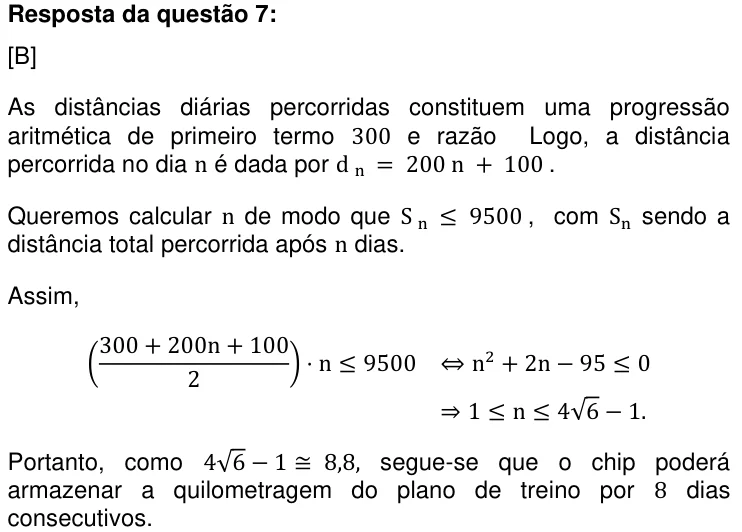 Resposta da questão 7:
[B]
As distâncias diárias percorridas constituem uma progressão
aritmética de primeiro termo 300 e razão Logo, a distância
percorrida no dia n é dada por d n = 200 n + 100 .
Queremos calcular n de modo que S n ≤ 9500 , com Sₙ sendo a
distância total percorrida após n dias.
Assim,
((300 + 200n + 100)/2) · n ≤ 9500 ⇔ n² + 2n − 95 ≤ 0
⇒ 1 ≤ n ≤ 4√6 − 1.
Portanto, como 4√6 − 1 ≅ 8,8, segue-se que o chip poderá
armazenar a quilometragem do plano de treino por 8 dias
consecutivos.